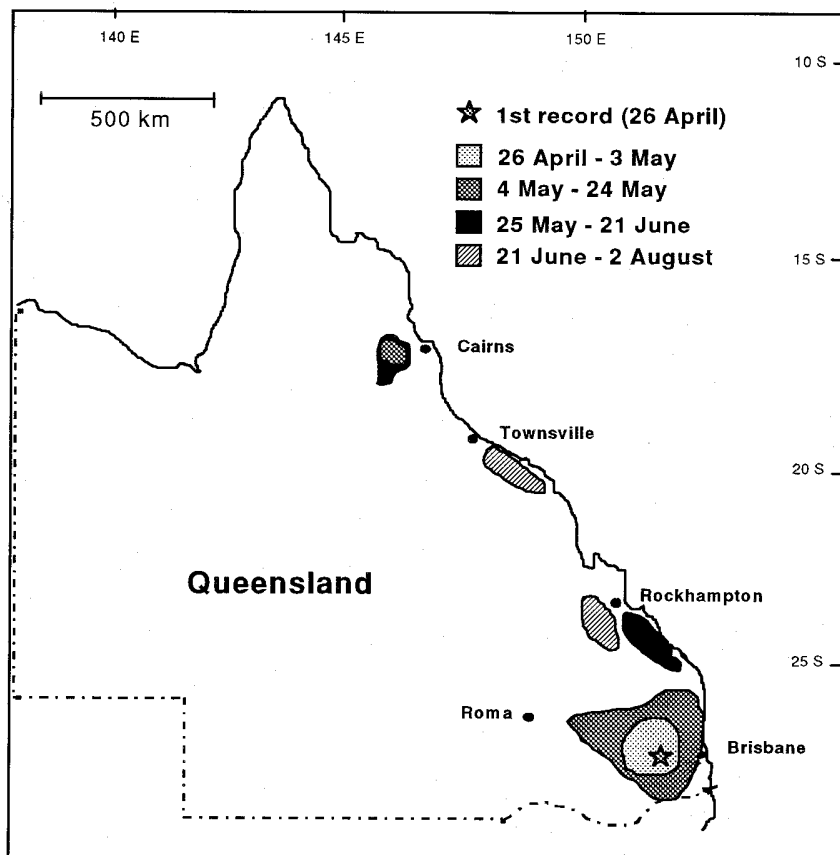 140 E
145 E
150 E
10 S
500 km
1st record (26 April)
26 April - 3 May
4 May - 24 May
25 May - 21 June
21 June - 2 August
15 S
Cairns
Townsville
20 S
Queensland
Rockhampton
25 S
Roma
Brisbane